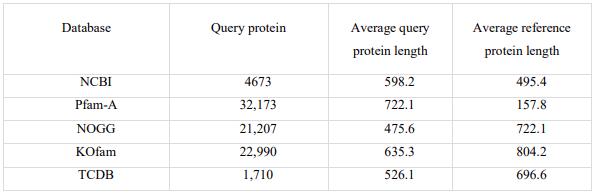 Database Query protein Average query protein length Average reference protein length
NCBI 4673 598.2 495.4
Pfam-A 32,173 722.1 157.8
NOGG 21,207 475.6 722.1
KOfam 22,990 635.3 804.2
TCDB 1,710 526.1 696.6